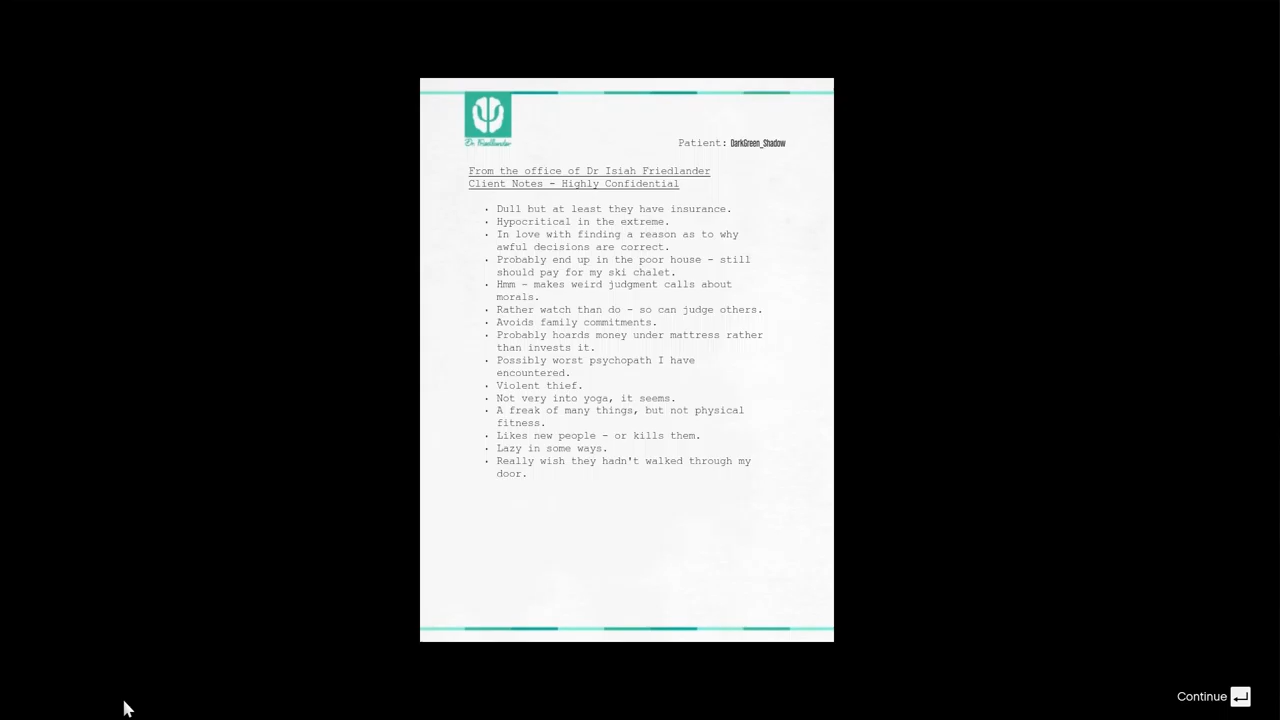 Dr Friedlander
Patient: DarkGreen_Shadow
From the office of Dr Isiah Friedlander
Client Notes - Highly Confidential
· Dull but at least they have insurance.
· Hypocritical in the extreme.
· In love with finding a reason as to why
awful decisions are correct.
· Probably end up in the poor house - still
should pay for my ski chalet.
· Hmm - makes weird judgment calls about
morals.
· Rather watch than do - so can judge others.
· Avoids family commitments.
· Probably hoards money under mattress rather
than invests it.
· Possibly worst psychopath I have
encountered.
· Violent thief.
· Not very into yoga, it seems.
· A freak of many things, but not physical
fitness.
· Likes new people - or kills them.
· Lazy in some ways.
· Really wish they hadn't walked through my
door.
Continue